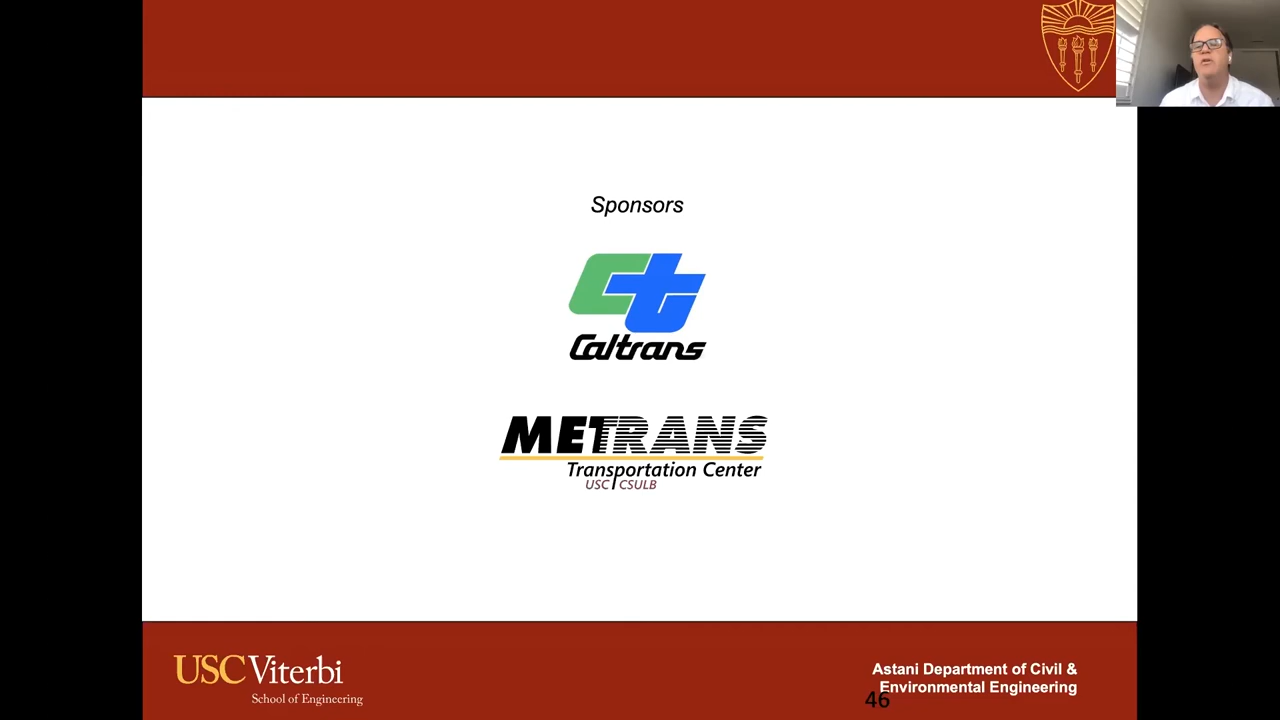 Sponsors
Caltrans
METRANS
Transportation Center
USC CSULB
USC Viterbi
School of Engineering
Astani Department of Civil &
Environmental Engineering
46